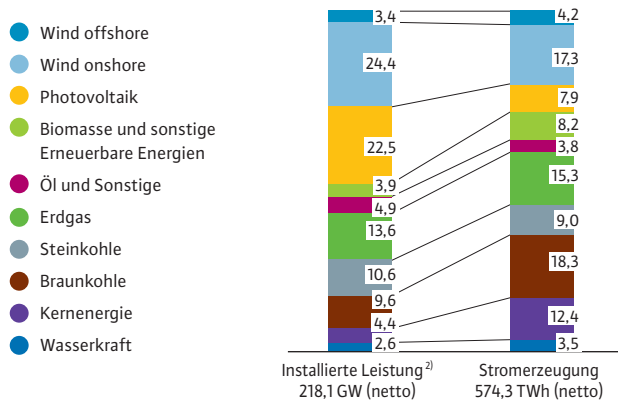 Wind offshore
Wind onshore
Photovoltaik
Biomasse und sonstige
Erneuerbare Energien
Öl und Sonstige
Erdgas
Steinkohle
Braunkohle
Kernenergie
Wasserkraft
3,4
24,4
22,5
3,9
4,9
13,6
10,6
9,6
4,4
2,6
Installierte Leistung 2)
218,1 GW (netto)
4,2
17,3
7,9
8,2
3,8
15,3
9,0
18,3
12,4
3,5
Stromerzeugung
574,3 TWh (netto)